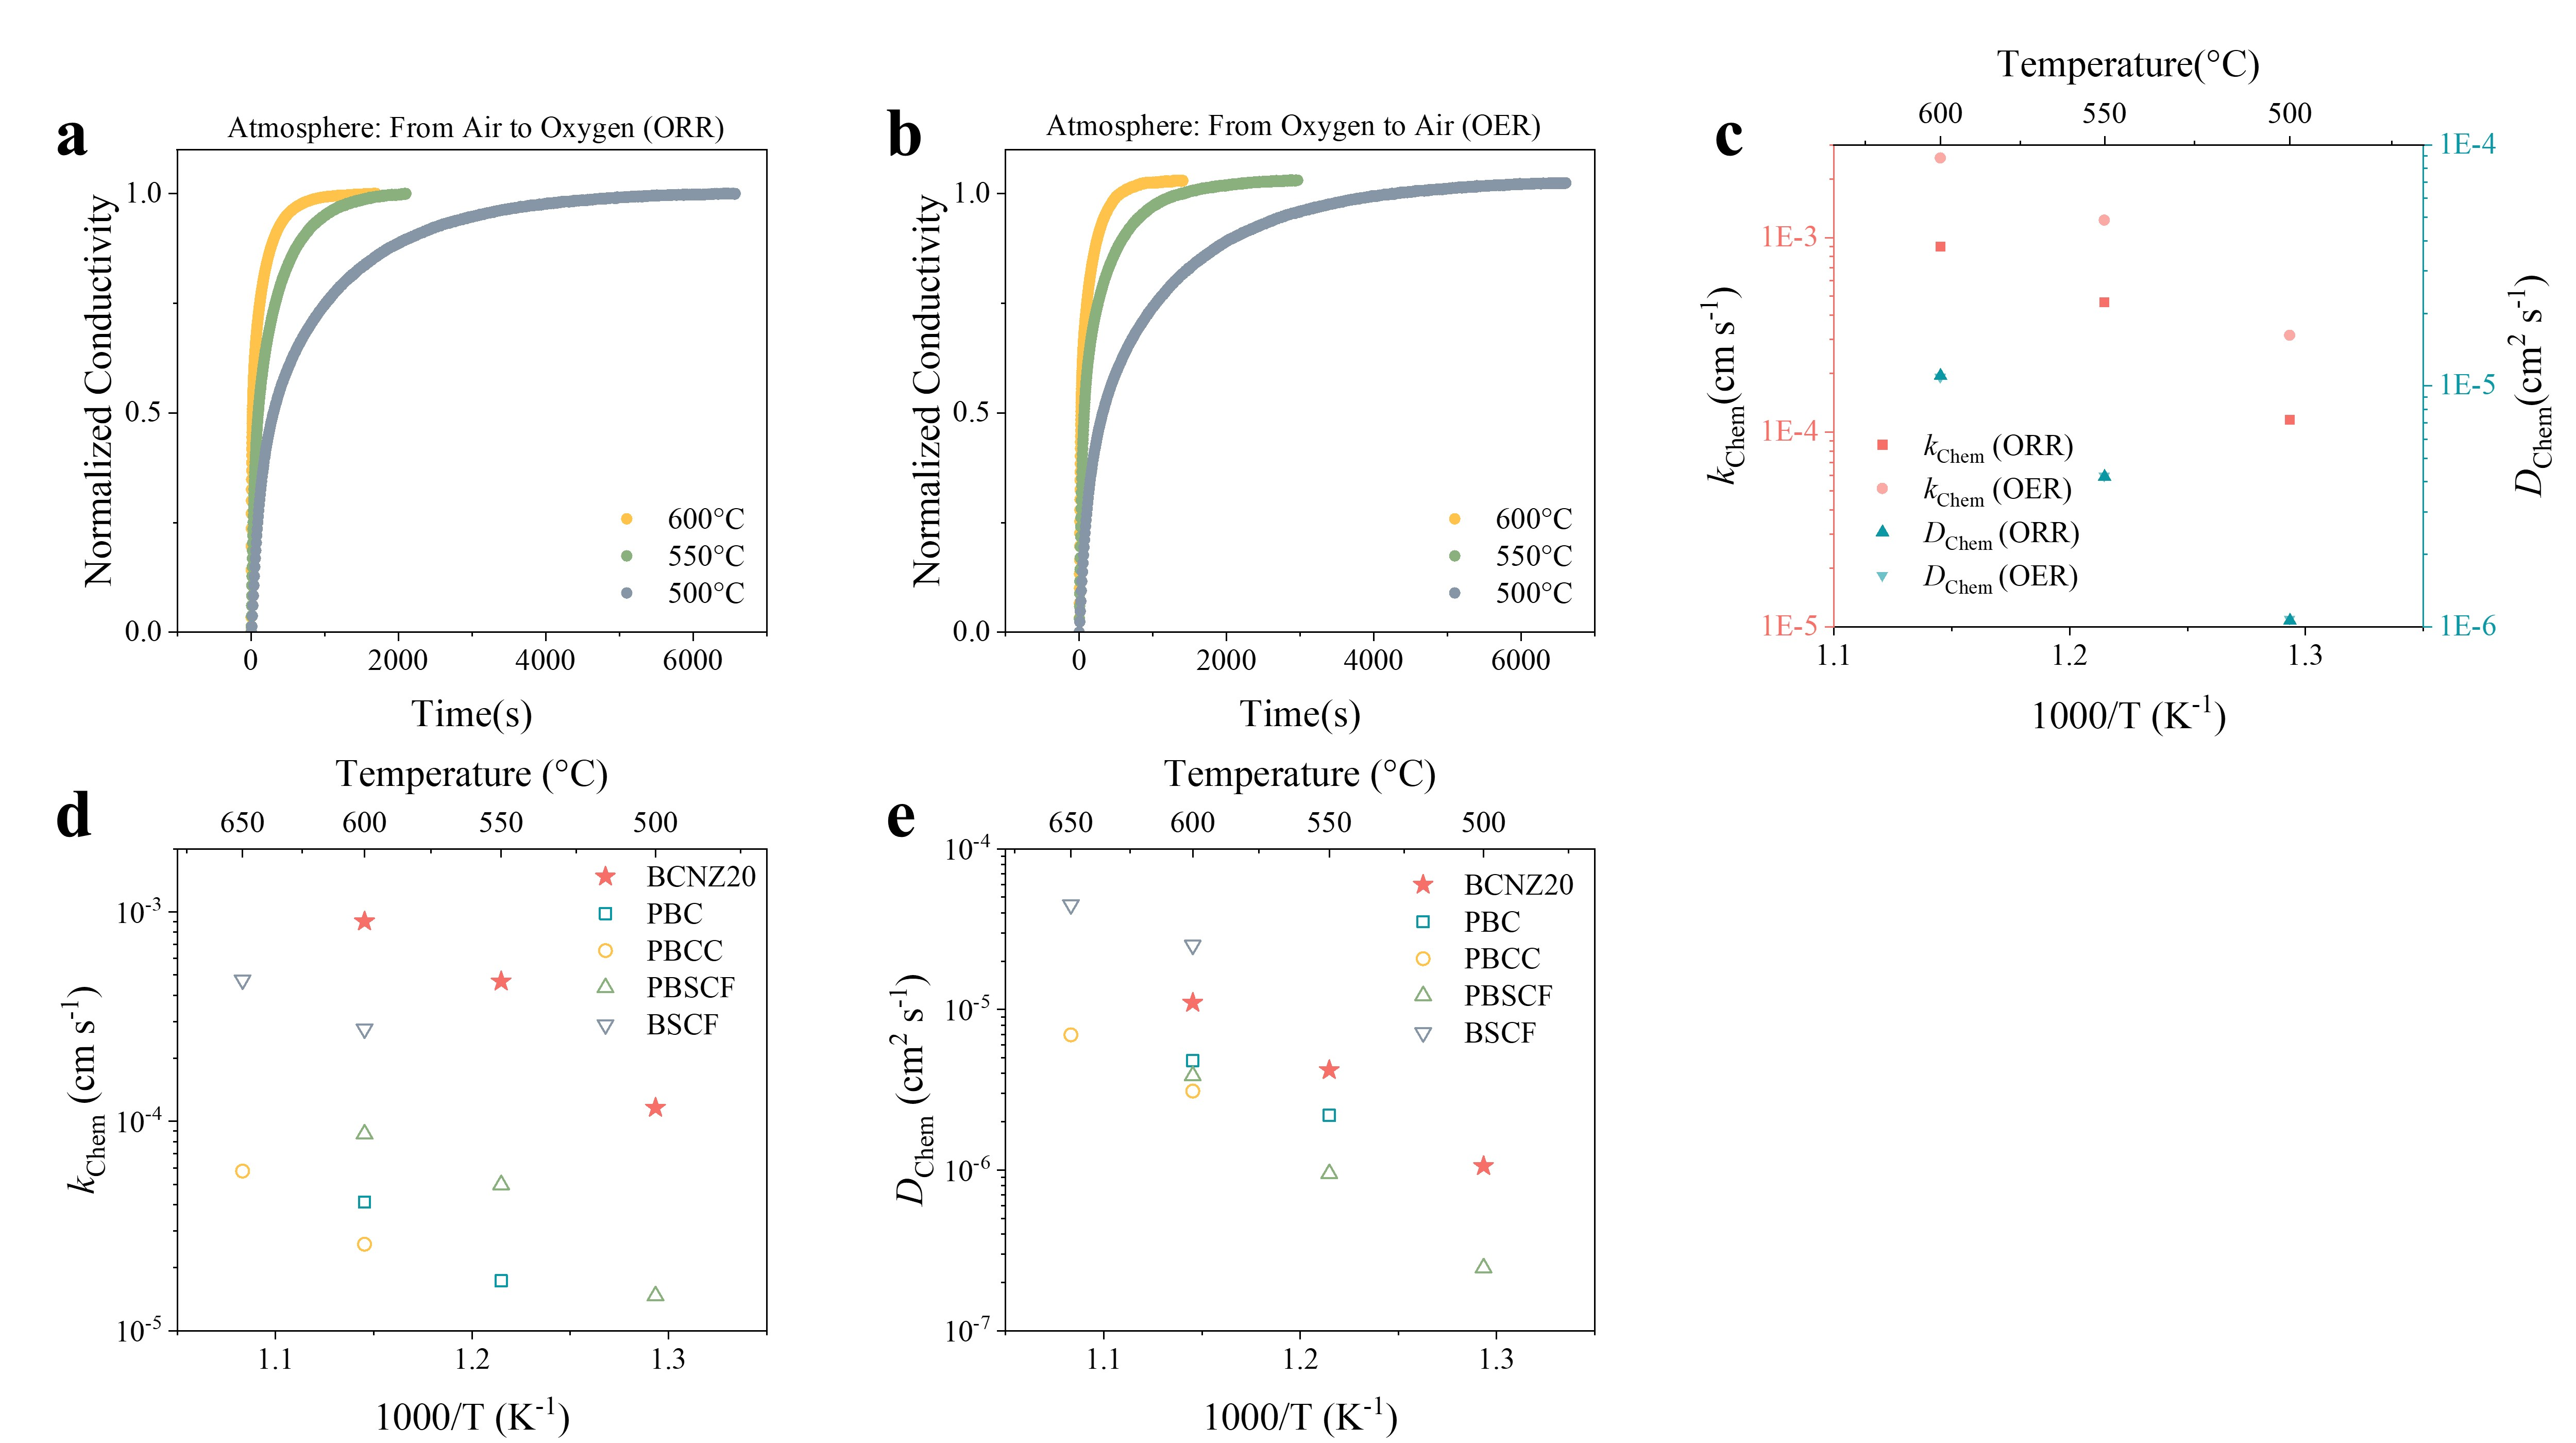 a
Atmosphere: From Air to Oxygen (ORR)
Normalized Conductivity
1.0
0.5
0.0
600°C
550°C
500°C
0 2000 4000 6000
Time(s)
b
Atmosphere: From Oxygen to Air (OER)
Normalized Conductivity
1.0
0.5
0.0
600°C
550°C
500°C
0 2000 4000 6000
Time(s)
c
Temperature(°C)
600 550 500
kChem(cm s-1)
1E-3
1E-4
1E-5
kChem (ORR)
kChem (OER)
DChem (ORR)
DChem (OER)
1E-4
1E-5
1E-6
DChem(cm2 s-1)
1.1 1.2 1.3
1000/T (K-1)
d
Temperature (°C)
650 600 550 500
kChem (cm s-1)
10-3
10-4
10-5
BCNZ20
PBC
PBCC
PBSCF
BSCF
1.1 1.2 1.3
1000/T (K-1)
e
Temperature (°C)
650 600 550 500
DChem (cm2 s-1)
10-4
10-5
10-6
10-7
BCNZ20
PBC
PBCC
PBSCF
BSCF
1.1 1.2 1.3
1000/T (K-1)